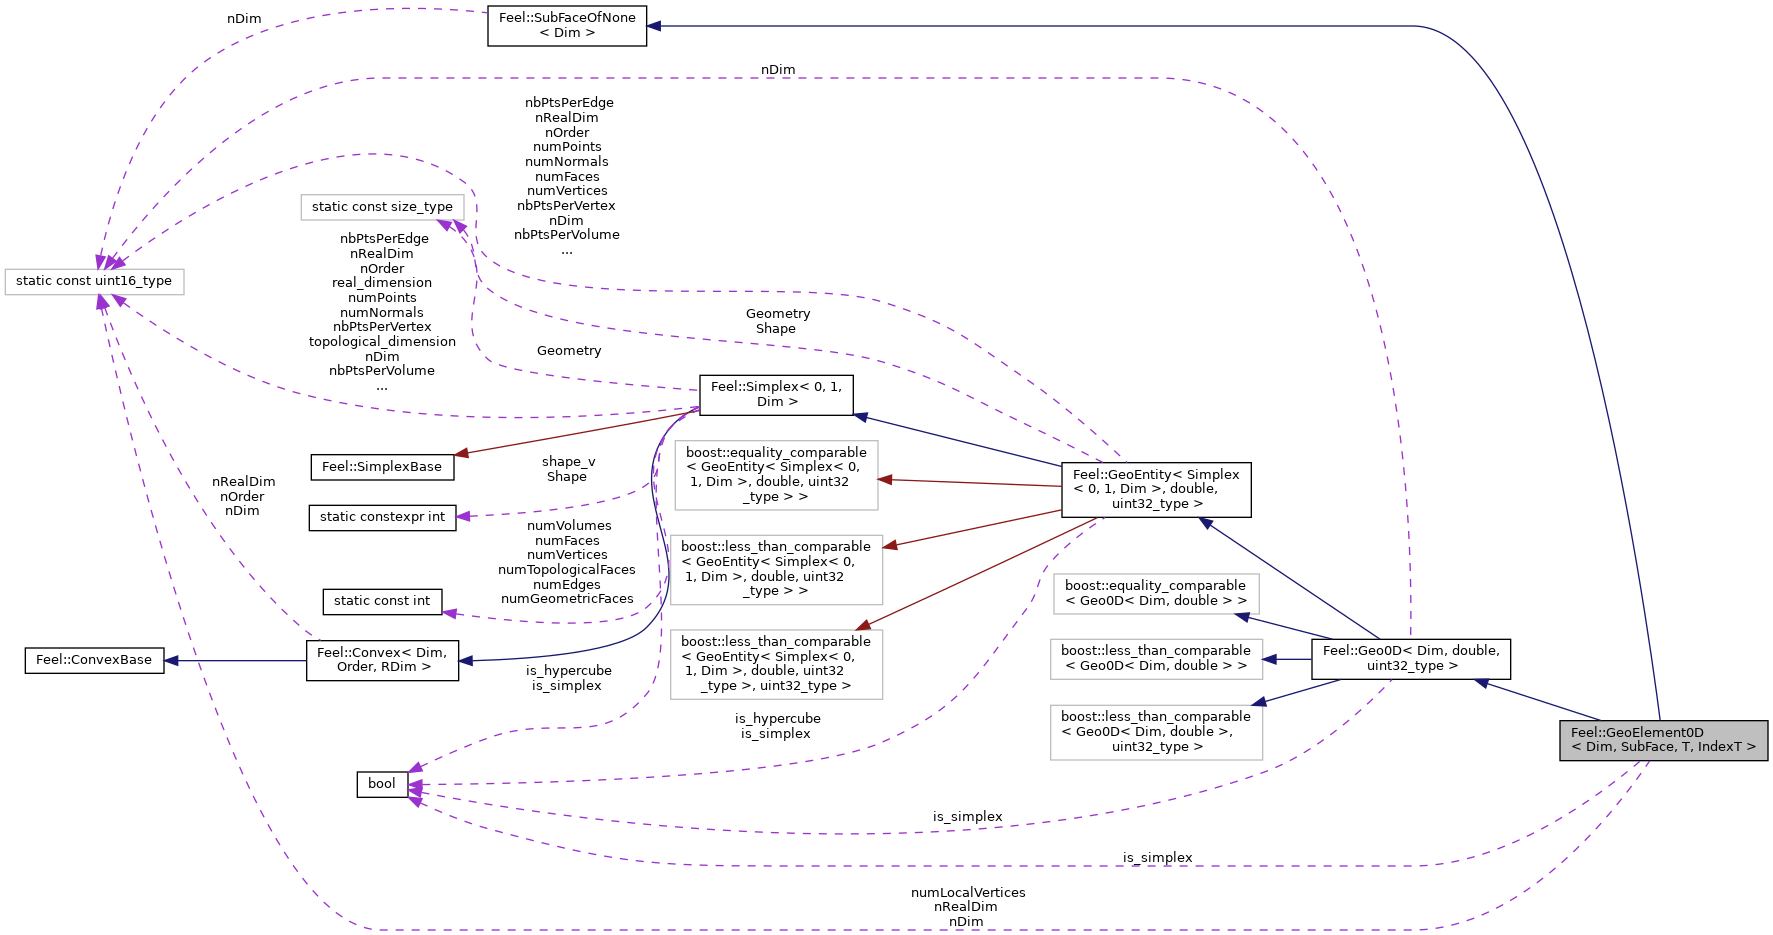 nDim
Feel::SubFaceOfNone
< Dim >
nDim
nbPtsPerEdge
nRealDim
nOrder
numPoints
numNormals
numFaces
numVertices
nbPtsPerVertex
nDim
nbPtsPerVolume
...
static const size_type
static const uint16_type
nbPtsPerEdge
nRealDim
nOrder
real_dimension
numPoints
numNormals
nbPtsPerVertex
topological_dimension
nDim
nbPtsPerVolume
...
Geometry
Shape
Geometry
Feel::Simplex< 0, 1,
Dim >
Feel::SimplexBase
shape_v
Shape
boost::equality_comparable
< GeoEntity< Simplex< 0,
1, Dim >, double, uint32
_type > >
Feel::GeoEntity< Simplex
< 0, 1, Dim >, double,
uint32_type >
nRealDim
nOrder
nDim
static constexpr int
numVolumes
numFaces
numVertices
numTopologicalFaces
numEdges
numGeometricFaces
boost::less_than_comparable
< GeoEntity< Simplex< 0,
1, Dim >, double, uint32
_type > >
static const int
boost::equality_comparable
< Geo0D< Dim, double > >
Feel::ConvexBase
Feel::Convex< Dim,
Order, RDim >
is_hypercube
is_simplex
boost::less_than_comparable
< GeoEntity< Simplex< 0,
1, Dim >, double, uint32
_type >, uint32_type >
boost::less_than_comparable
< Geo0D< Dim, double > >
Feel::Geo0D< Dim, double,
uint32_type >
is_hypercube
is_simplex
boost::less_than_comparable
< Geo0D< Dim, double >,
uint32_type >
Feel::GeoElement0D
< Dim, SubFace, T, IndexT >
bool
is_simplex
is_simplex
numLocalVertices
nRealDim
nDim